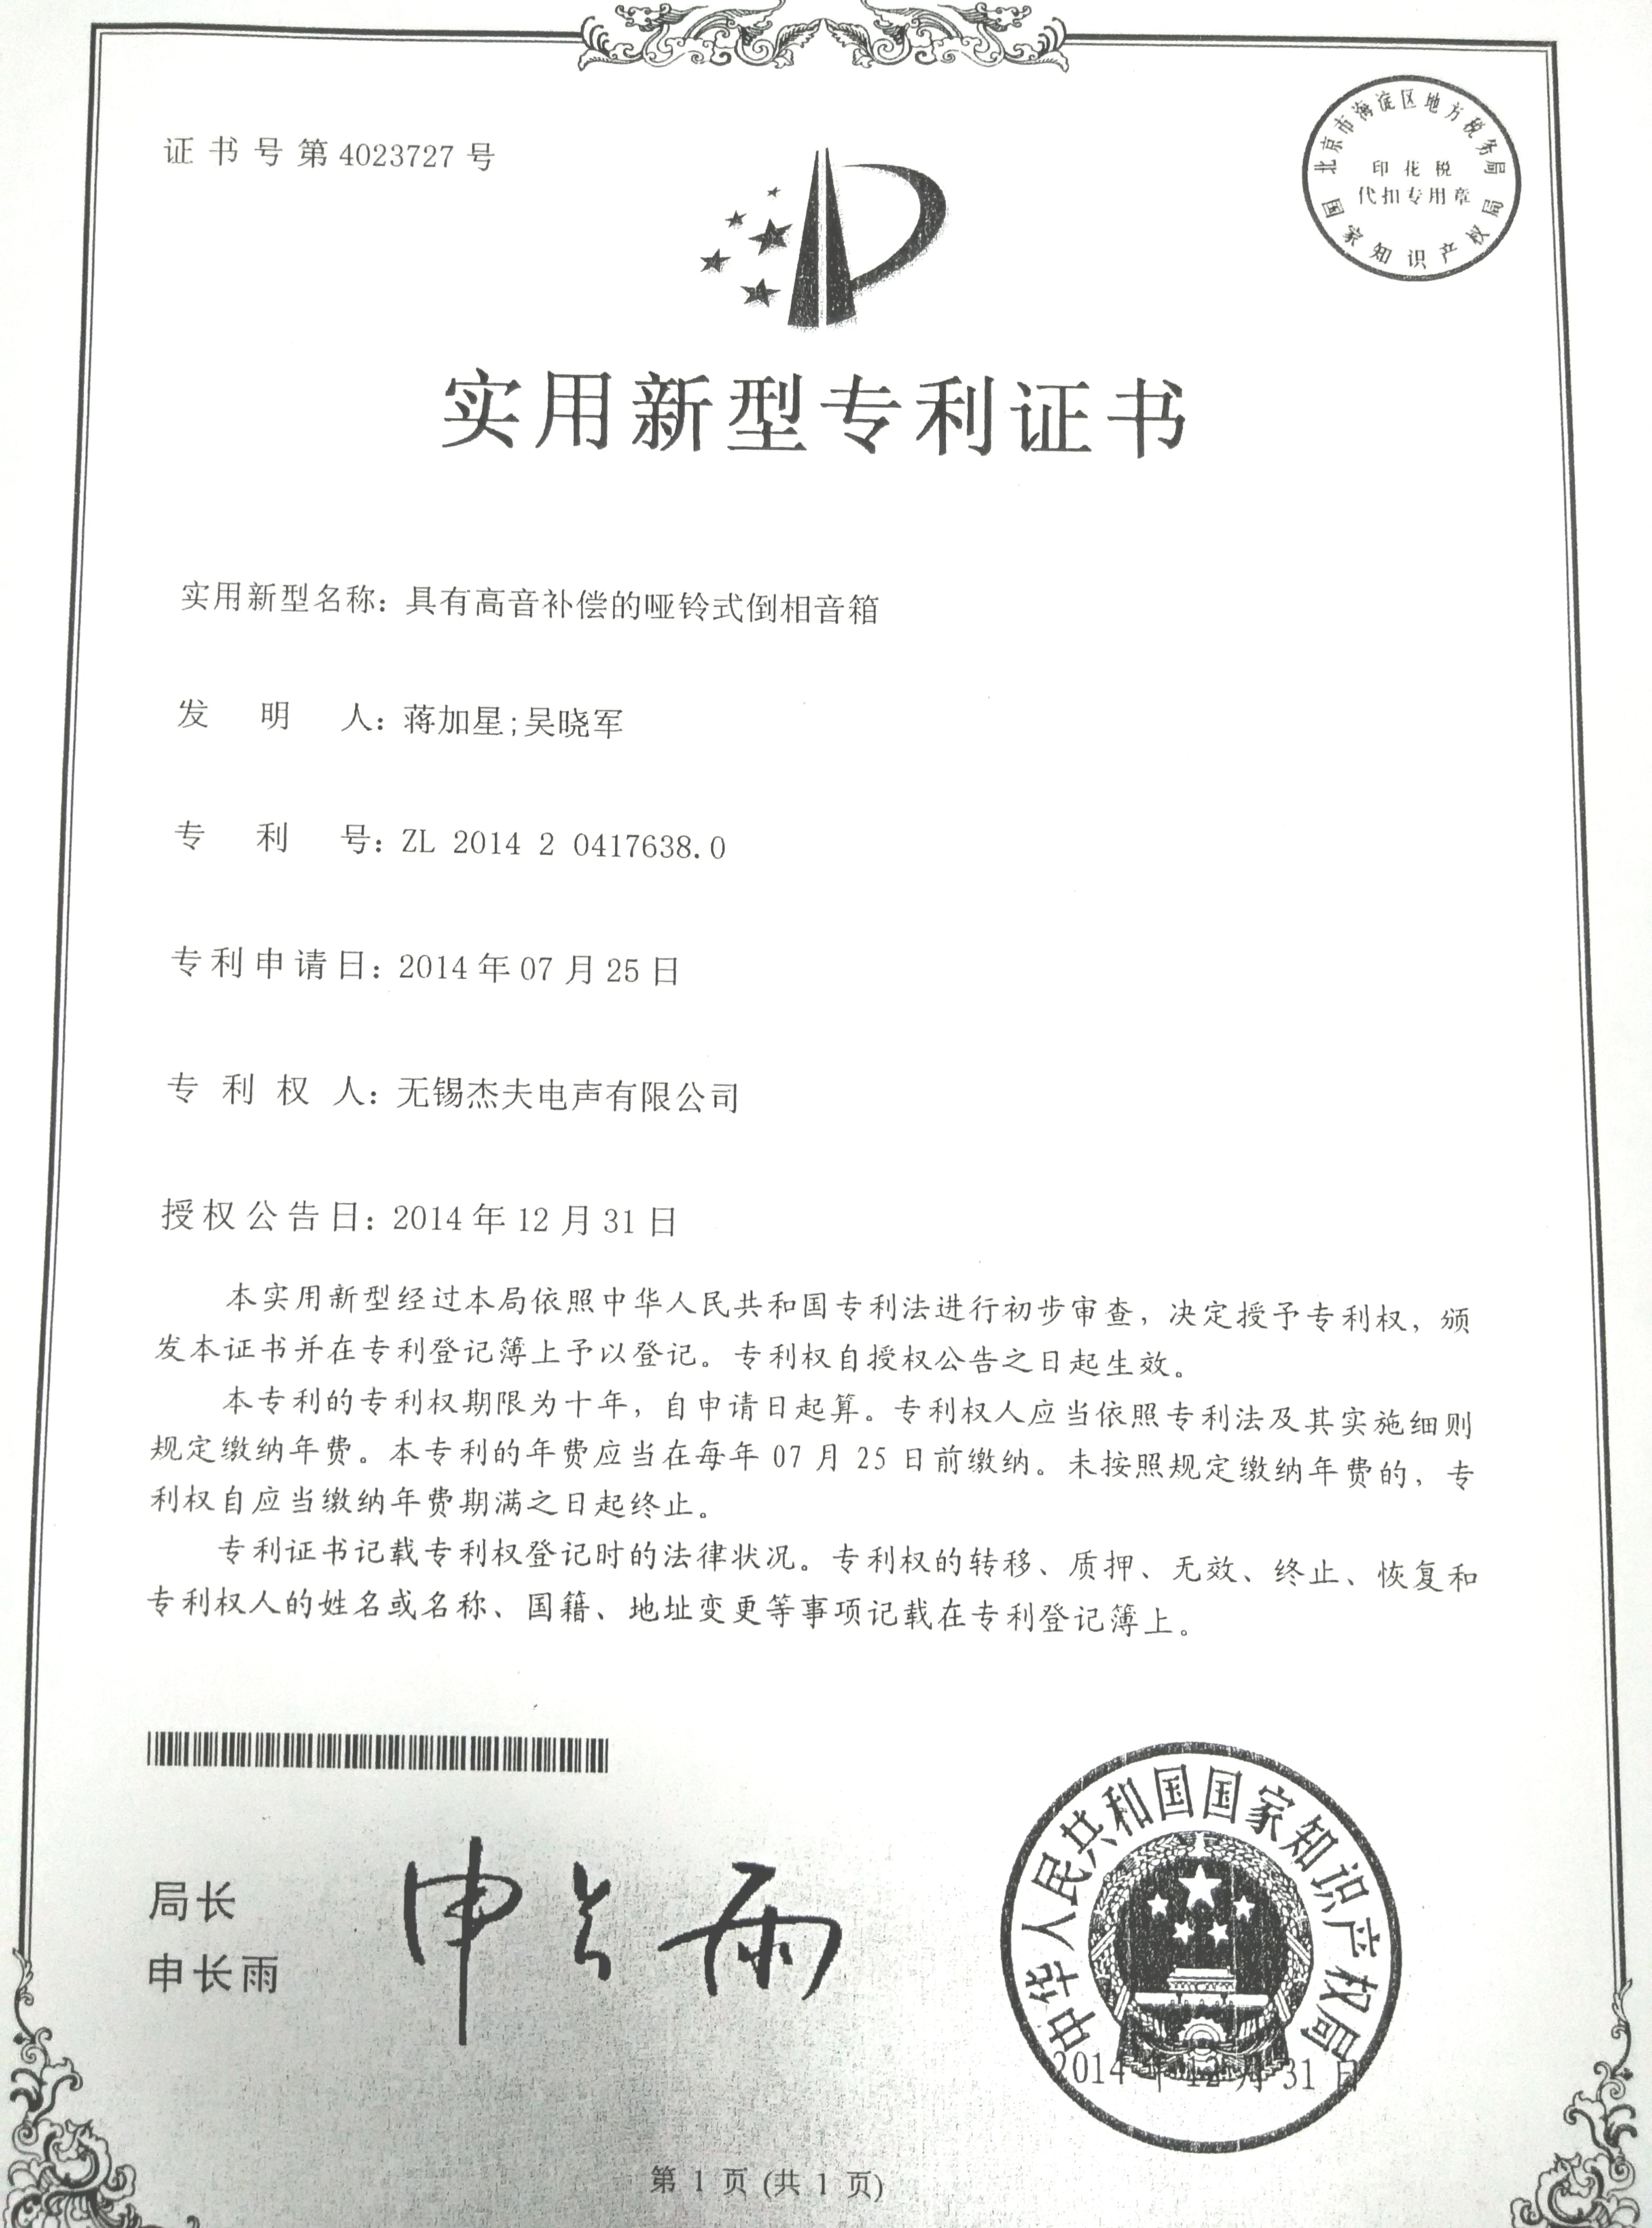 证书号第4023727号
北京市海淀区地方税务局
印花税
代扣专用章
国家知识产权局
实用新型专利证书
实用新型名称：具有高音补偿的哑铃式倒相音箱
发明人：蒋加星;吴晓军
专利号：ZL 2014 2 0417638.0
专利申请日：2014年07月25日
专利权人：无锡杰夫电声有限公司
授权公告日：2014年12月31日
本实用新型经过本局依照中华人民共和国专利法进行初步审查，决定授予专利权，颁
发本证书并在专利登记簿上予以登记。专利权自授权公告之日起生效。
本专利的专利权期限为十年，自申请日起算。专利权人应当依照专利法及其实施细则
规定缴纳年费。本专利的年费应当在每年07月25日前缴纳。未按照规定缴纳年费的，专
利权自应当缴纳年费期满之日起终止。
专利证书记载专利权登记时的法律状况。专利权的转移、质押、无效、终止、恢复和
专利权人的姓名或名称、国籍、地址变更等事项记载在专利登记簿上。
局长
申长雨
申长雨
中华人民共和国国家知识产权局
2014年12月31日
第1页(共1页)